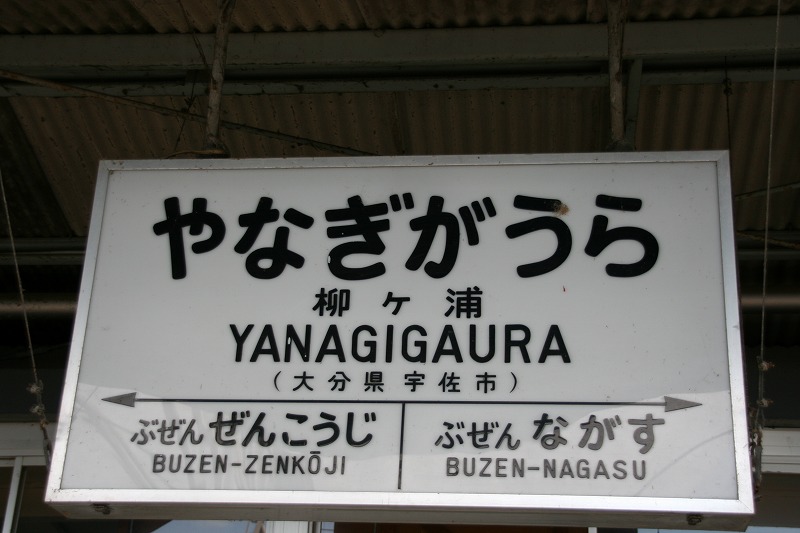 やなぎがうら
柳ヶ浦
YANAGIGAURA
(大分県宇佐市)
ぶぜんぜんこうじ
BUZEN-ZENKŌJI
ぶぜんながす
BUZEN-NAGASU